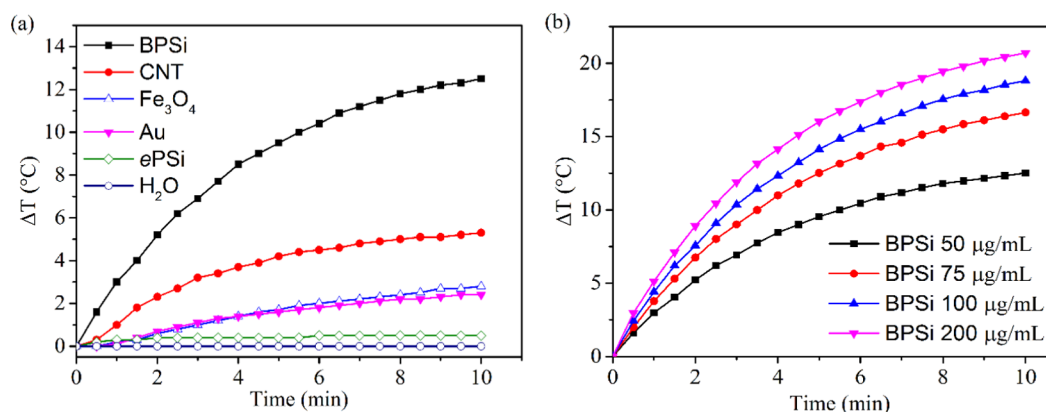 (a)
14
12
10
8
6
4
2
0
ΔT (°C)
BPSi
CNT
Fe₃O₄
Au
ePSi
H₂O
0 2 4 6 8 10
Time (min)
(b)
20
15
10
5
0
ΔT (°C)
BPSi 50 μg/mL
BPSi 75 μg/mL
BPSi 100 μg/mL
BPSi 200 μg/mL
0 2 4 6 8 10
Time (min)